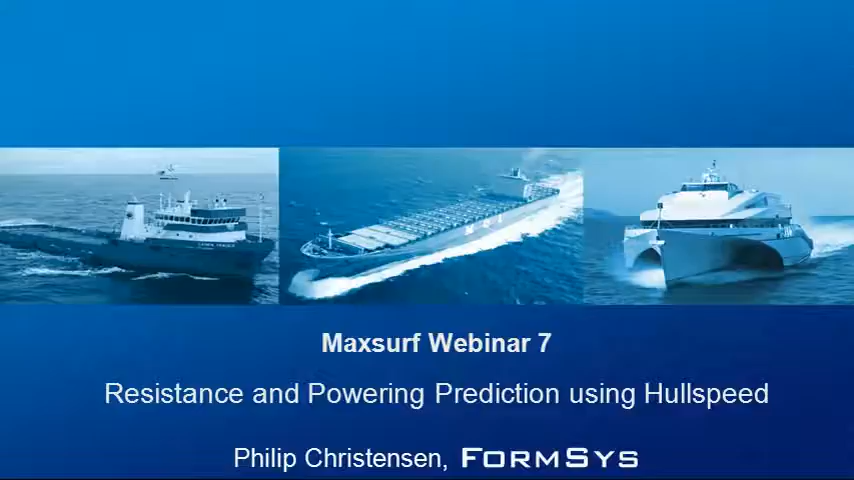 Maxsurf Webinar 7
Resistance and Powering Prediction using Hullspeed
Philip Christensen, FORMSYS